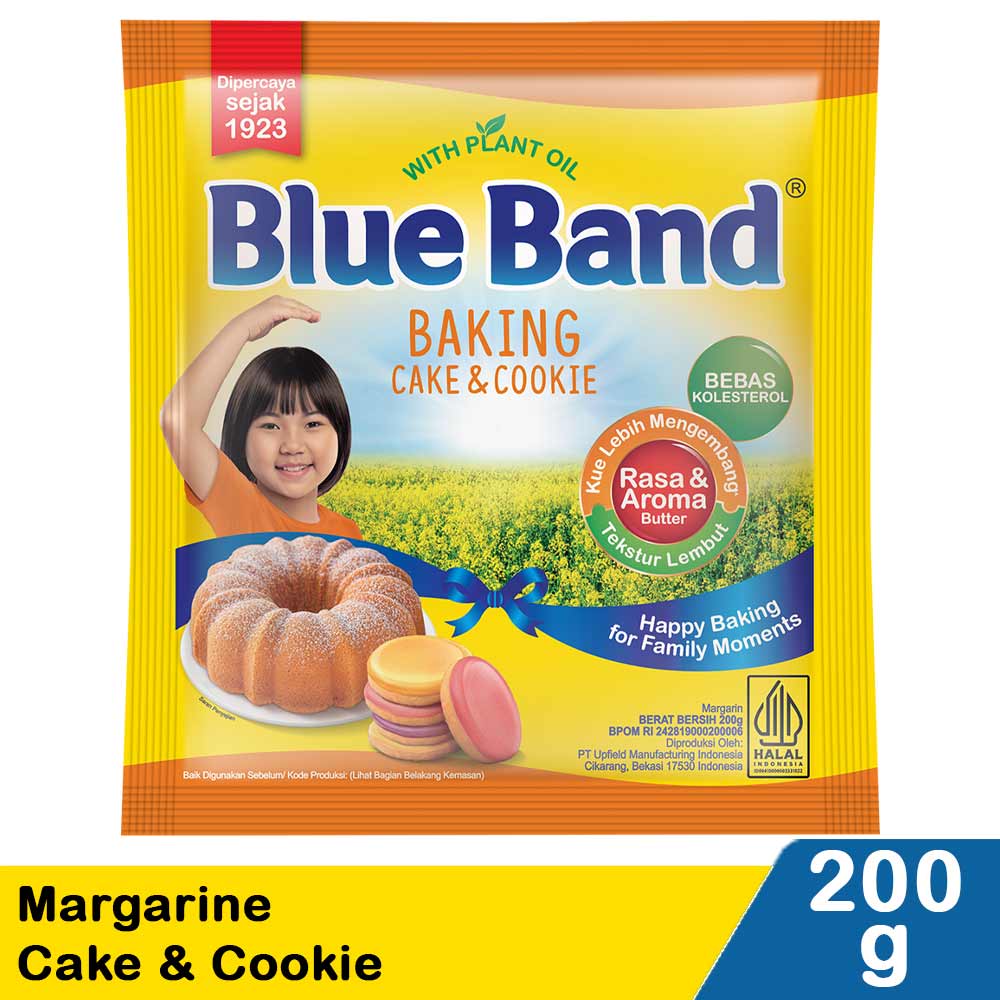 Dipercaya
sejak
1923
WITH PLANT OIL
Blue Band®
BAKING
CAKE & COOKIE
BEBAS
KOLESTEROL
Kue Lebih Mengembang
Rasa &
Aroma
Butter
Tekstur Lembut
Happy Baking
for Family Moments
Saran Penyajian
Margarin
BERAT BERSIH 200g
BPOM RI 242819000200006
Diproduksi Oleh:
PT Upfield Manufacturing Indonesia
Cikarang, Bekasi 17530 Indonesia
HALAL
INDONESIA
Baik Digunakan Sebelum/ Kode Produksi: (Lihat Bagian Belakang Kemasan)
Margarine
Cake & Cookie
200
g